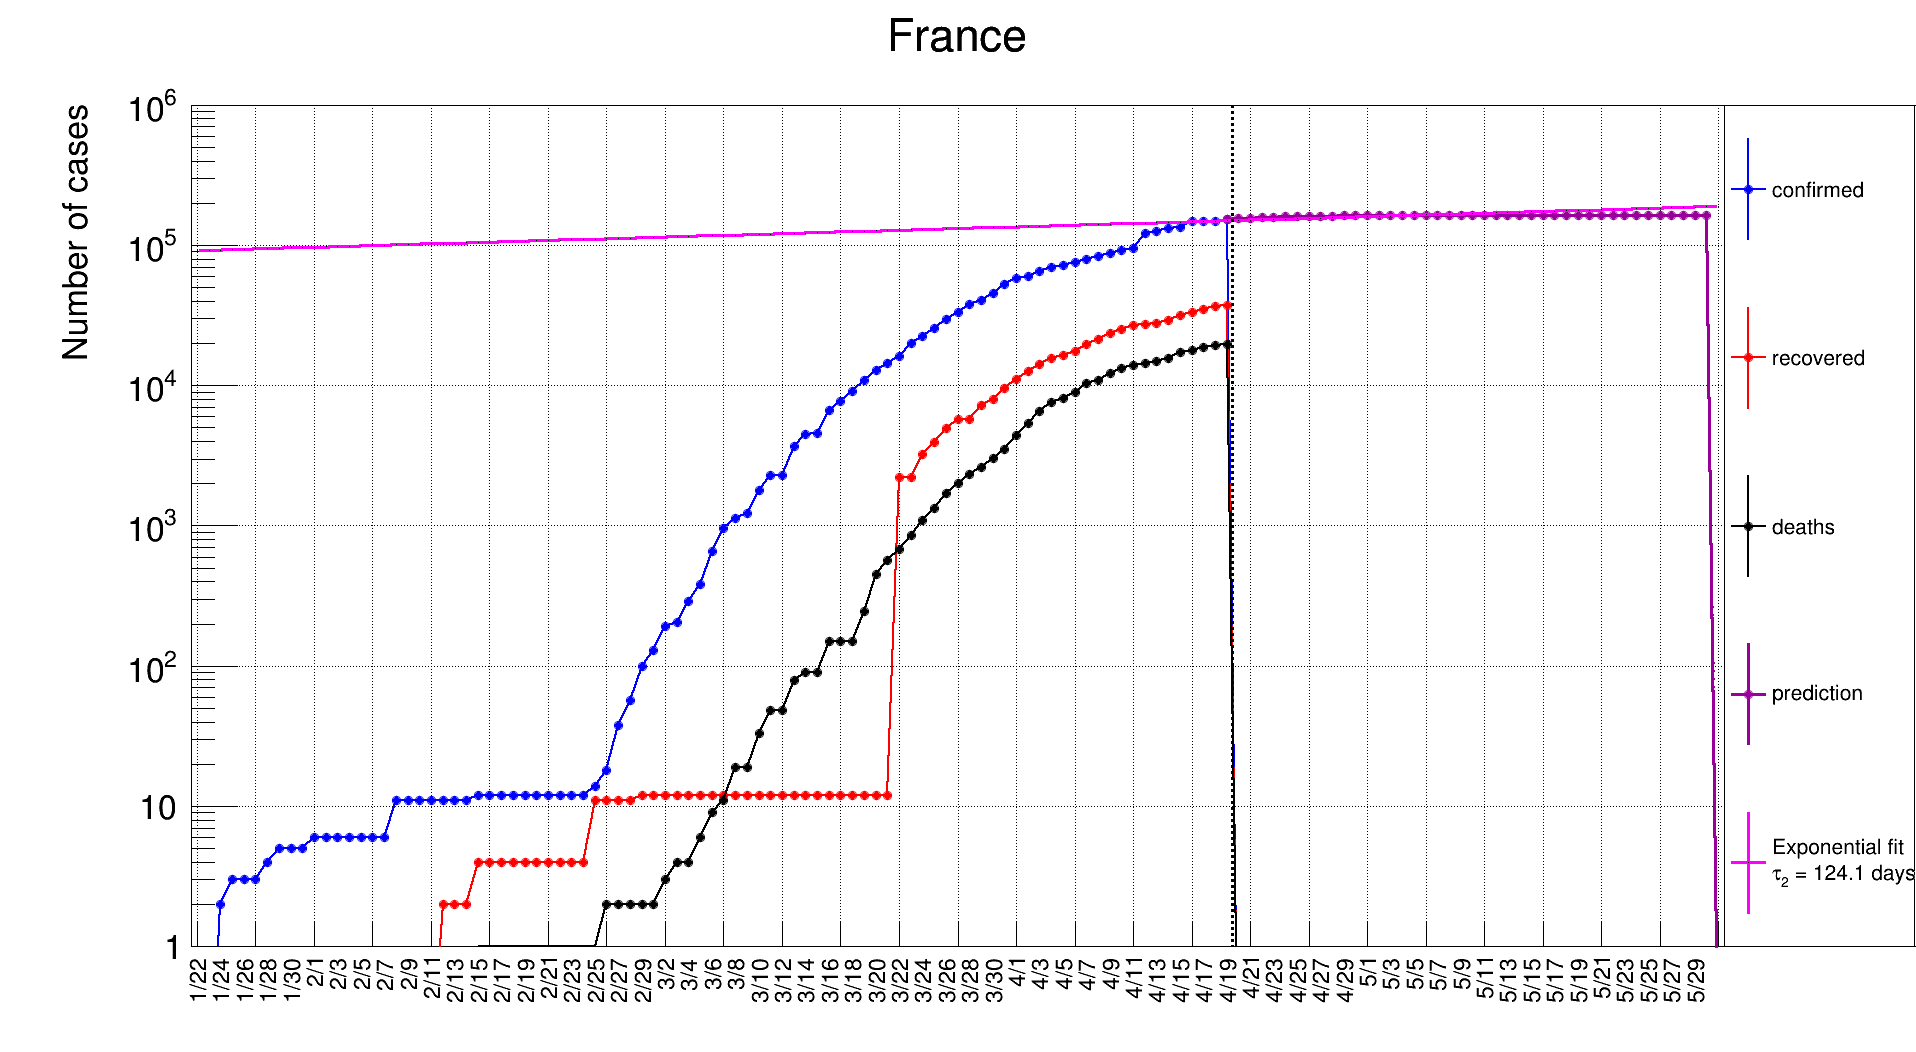 France
Number of cases
10^6
10^5
10^4
10^3
10^2
10
1
1/22 1/24 1/26 1/28 1/30 2/1 2/3 2/5 2/7 2/9 2/11 2/13 2/15 2/17 2/19 2/21 2/23 2/25 2/27 2/29 3/2 3/4 3/6 3/8 3/10 3/12 3/14 3/16 3/18 3/20 3/22 3/24 3/26 3/28 3/30 4/1 4/3 4/5 4/7 4/9 4/11 4/13 4/15 4/17 4/19 4/21 4/23 4/25 4/27 4/29 5/1 5/3 5/5 5/7 5/9 5/11 5/13 5/15 5/17 5/19 5/21 5/23 5/25 5/27 5/29
confirmed
recovered
deaths
prediction
Exponential fit
τ₂ = 124.1 days